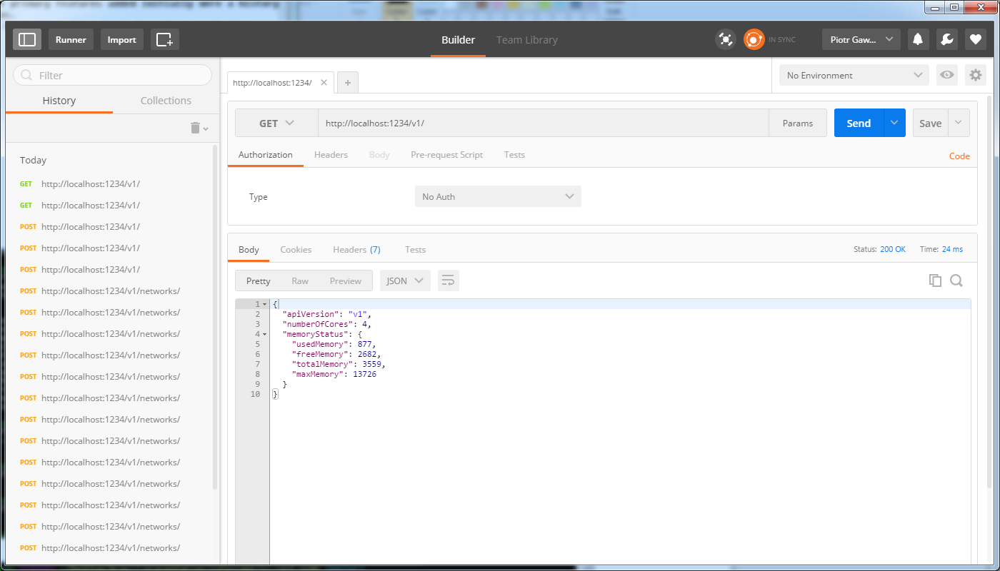 primary features added initially were a history
Runner Import Builder Team Library IN SYNC Piotr Gaw...
Filter
History Collections
Today
GET http://localhost:1234/v1/
GET http://localhost:1234/v1/
POST http://localhost:1234/v1/
POST http://localhost:1234/v1/
POST http://localhost:1234/v1/
POST http://localhost:1234/v1/networks/
POST http://localhost:1234/v1/networks/
POST http://localhost:1234/v1/networks/
POST http://localhost:1234/v1/networks/
POST http://localhost:1234/v1/networks/
POST http://localhost:1234/v1/networks/
POST http://localhost:1234/v1/networks/
POST http://localhost:1234/v1/networks/
POST http://localhost:1234/v1/networks/
POST http://localhost:1234/v1/networks/
POST http://localhost:1234/v1/networks/
POST http://localhost:1234/v1/networks/
POST http://localhost:1234/v1/networks/
http://localhost:1234/ No Environment
GET http://localhost:1234/v1/ Params Send Save
Authorization Headers Body Pre-request Script Tests Code
Type No Auth
Body Cookies Headers (7) Tests Status: 200 OK Time: 24 ms
Pretty Raw Preview JSON
1 {
2 "apiVersion": "v1",
3 "numberOfCores": 4,
4 "memoryStatus": {
5 "usedMemory": 877,
6 "freeMemory": 2682,
7 "totalMemory": 3559,
8 "maxMemory": 13726
9 }
10 }